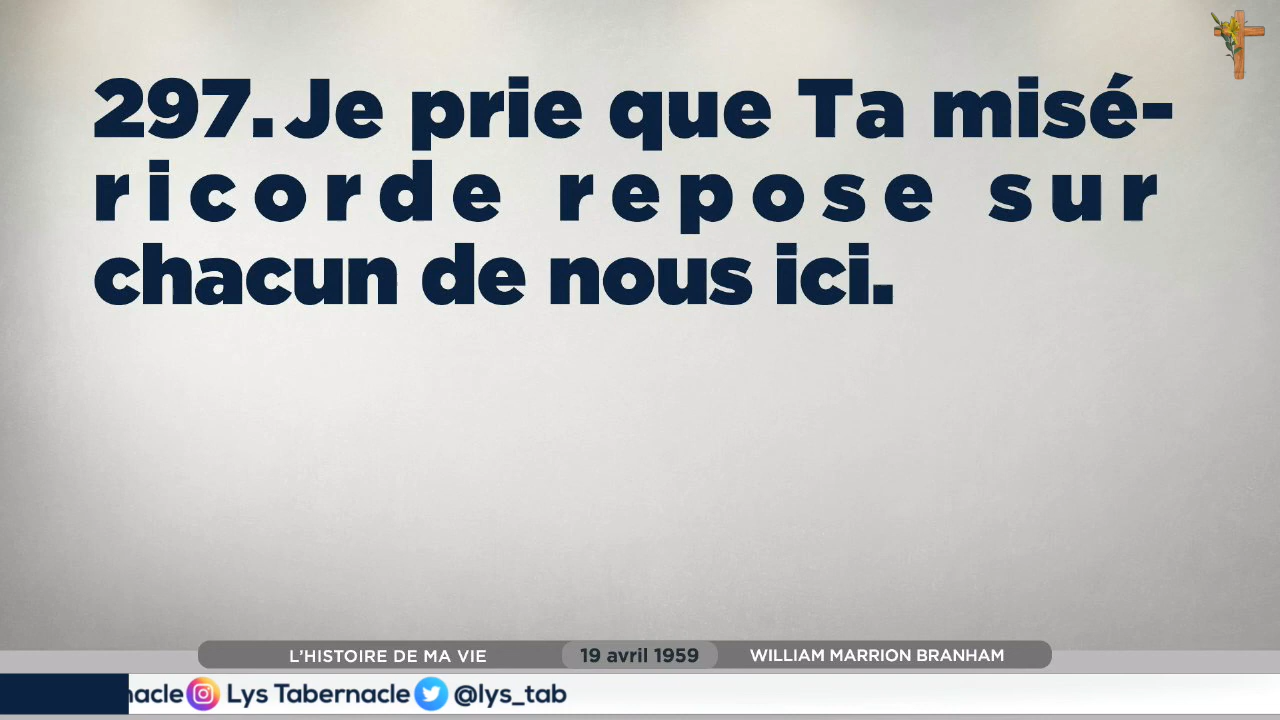 297. Je prie que Ta misé-
ricorde repose sur
chacun de nous ici.
L'HISTOIRE DE MA VIE 19 avril 1959 WILLIAM MARRION BRANHAM
nacle Lys Tabernacle @lys_tab